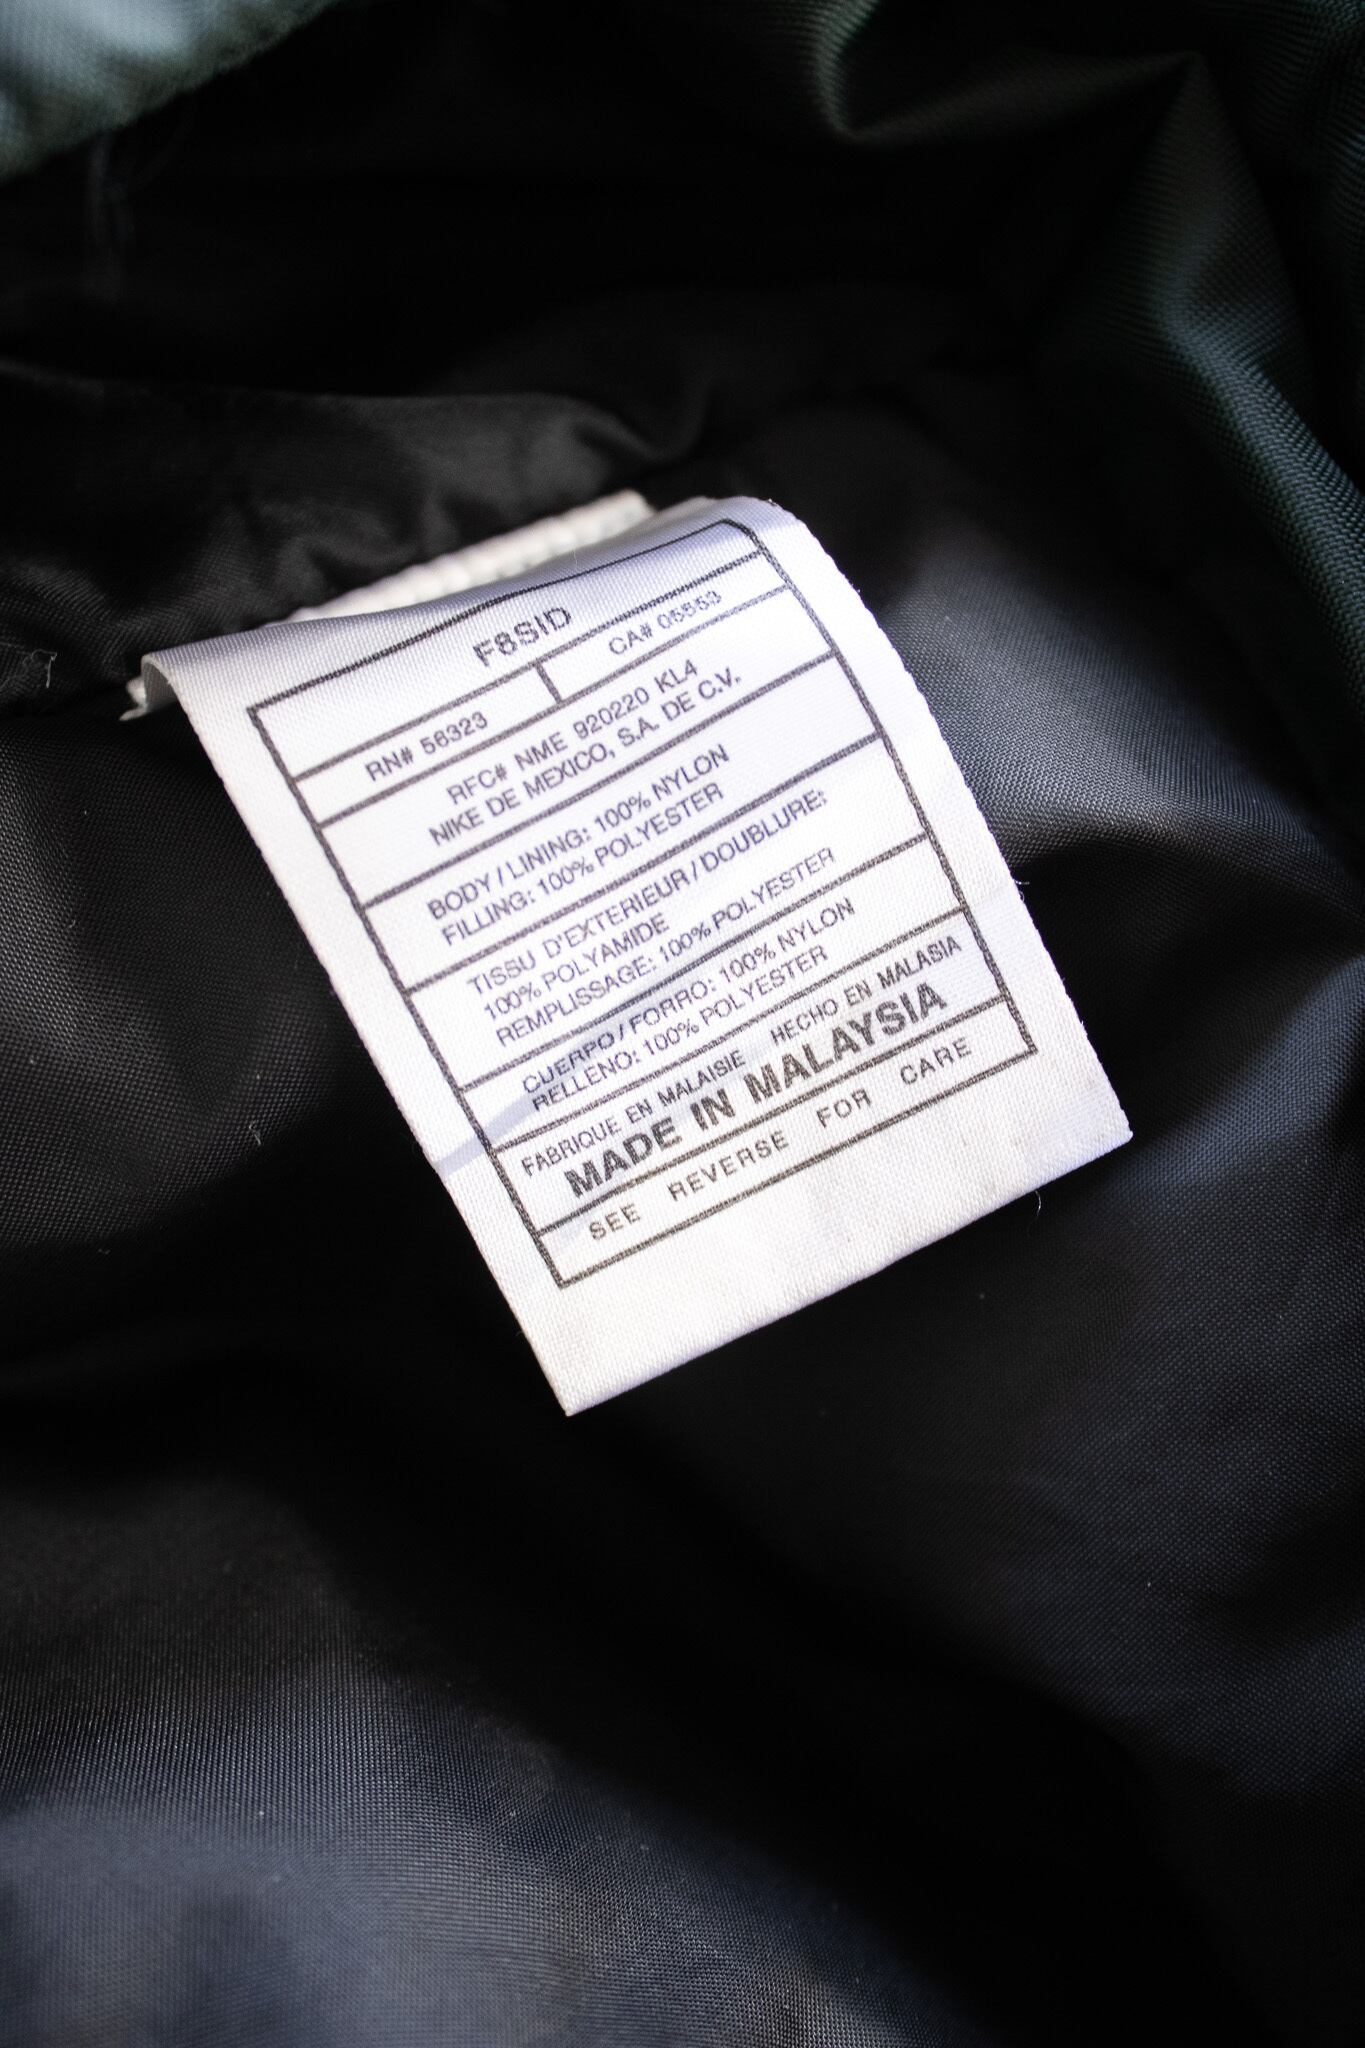 F8SID
RN# 56323 CA# 05553
RFC# NME 920220 KL4
NIKE DE MEXICO, S.A. DE C.V.
BODY / LINING: 100% NYLON
FILLING: 100% POLYESTER
TISSU D'EXTERIEUR / DOUBLURE:
100% POLYAMIDE
REMPLISSAGE: 100% POLYESTER
CUERPO / FORRO: 100% NYLON
RELLENO: 100% POLYESTER
FABRIQUE EN MALAISIE HECHO EN MALASIA
MADE IN MALAYSIA
SEE REVERSE FOR CARE